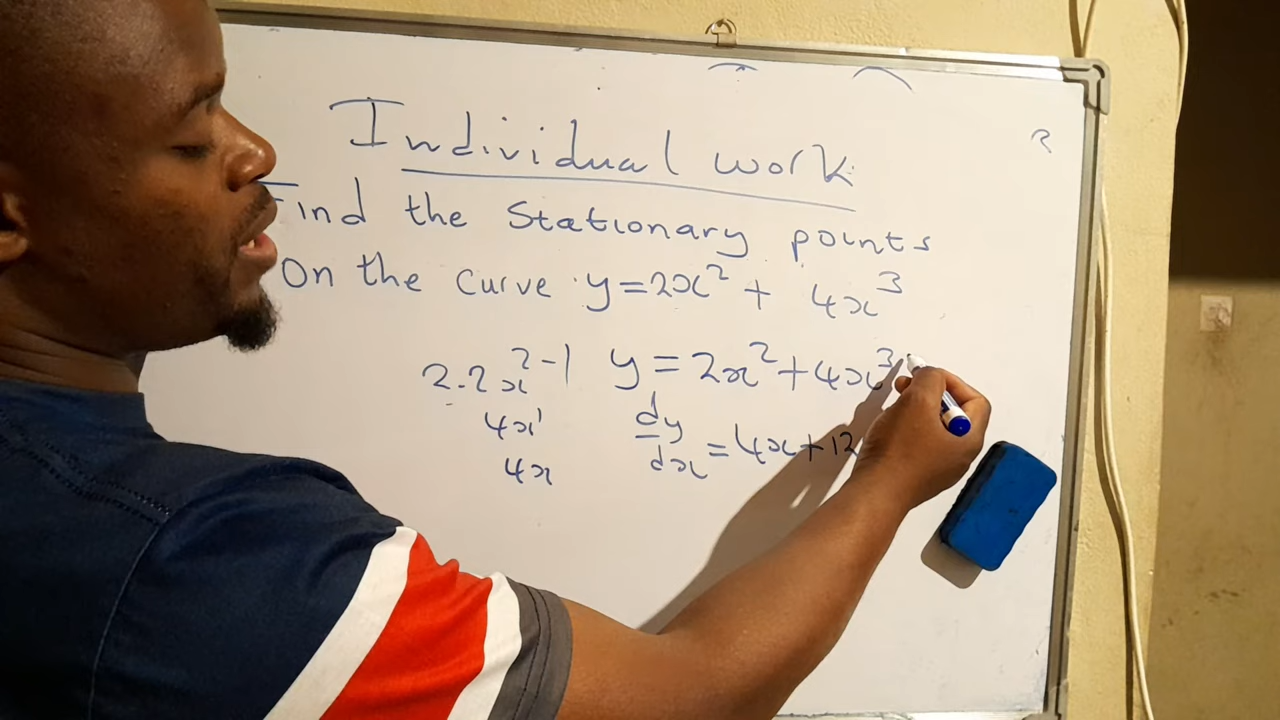 Individual work
Find the Stationary points
On the curve y=2x²+ 4x³
2.2x²⁻¹
4x¹
4x
y=2x²+4x³
dy/dx=4x+12